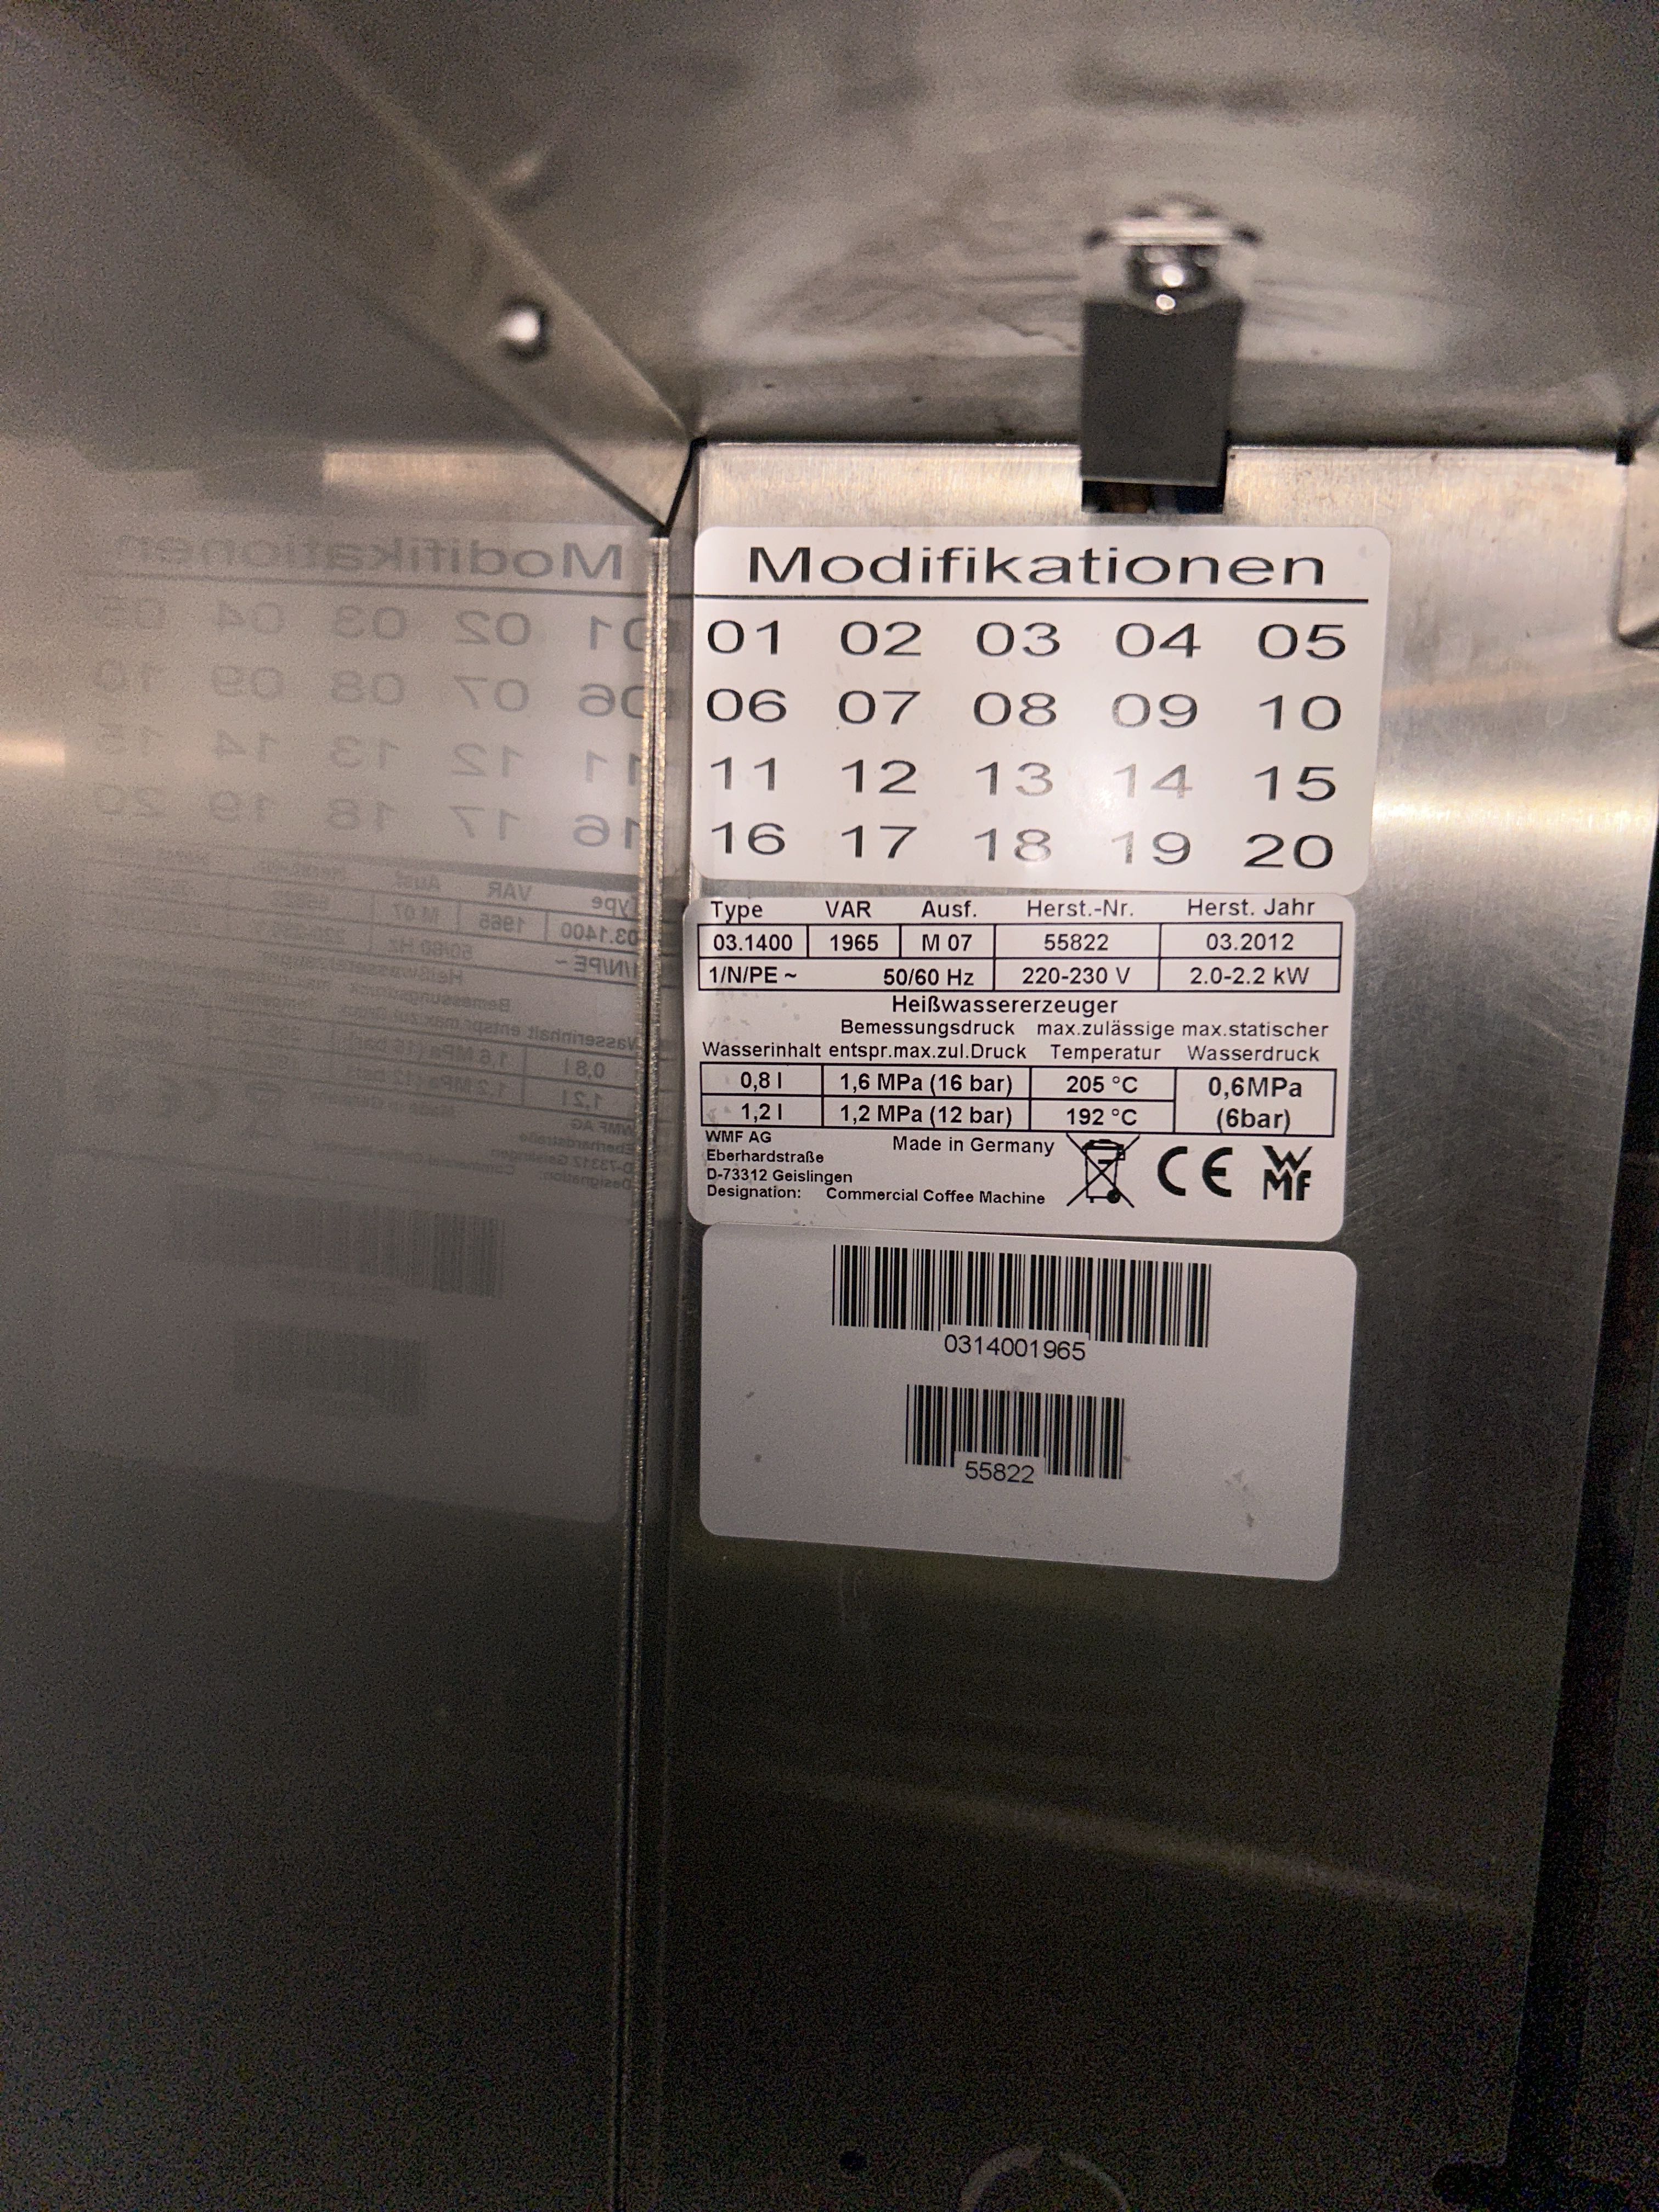 Modifikationen
01 02 03 04 05
06 07 08 09 10
11 12 13 14 15
16 17 18 19 20
Type VAR Ausf. Herst.-Nr. Herst. Jahr
03.1400 1965 M 07 55822 03.2012
1/N/PE ~ 50/60 Hz 220-230 V 2.0-2.2 kW
Heißwassererzeuger
Bemessungsdruck max.zulässige max.statischer
Wasserinhalt entspr.max.zul.Druck Temperatur Wasserdruck
0,8 l 1,6 MPa (16 bar) 205 °C 0,6MPa
1,2 l 1,2 MPa (12 bar) 192 °C (6bar)
WMF AG Made in Germany
Eberhardstraße
D-73312 Geislingen
Designation: Commercial Coffee Machine
CE WMF
0314001965
55822